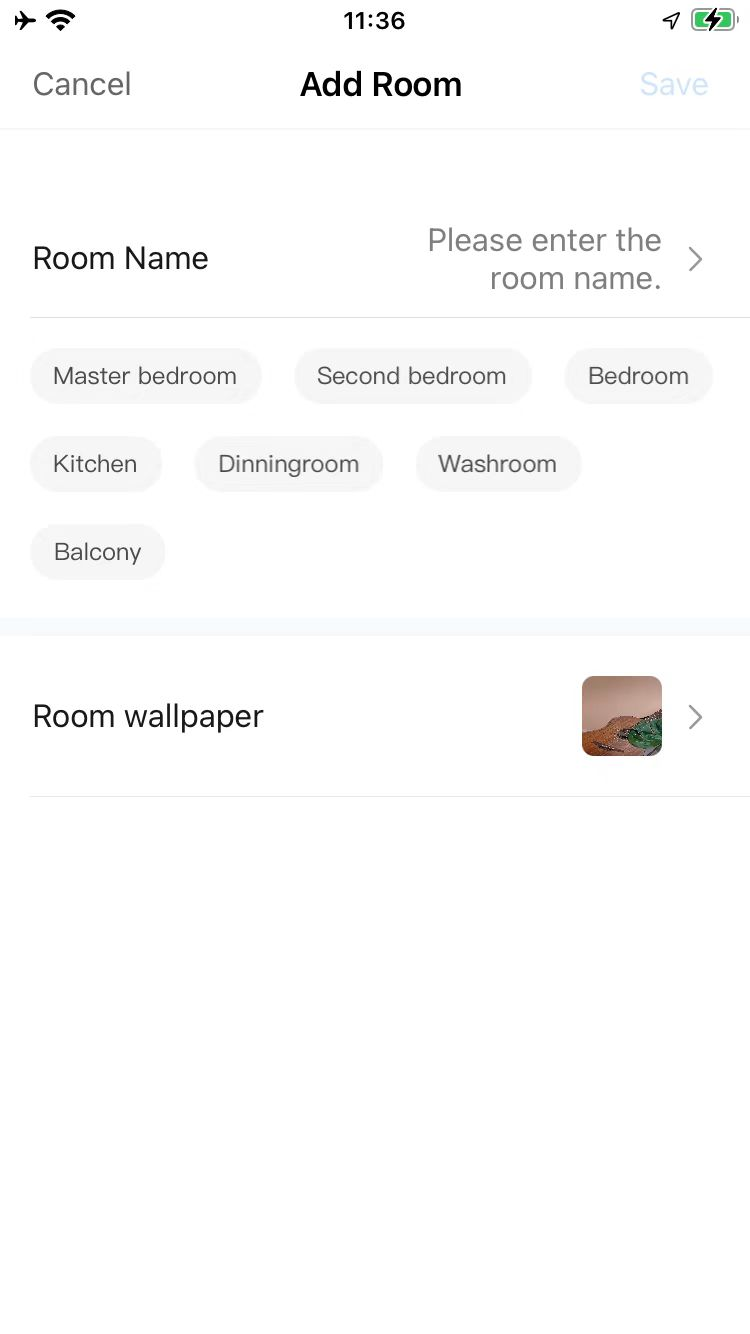 11:36
Cancel Add Room Save
Room Name
Please enter the
room name.
Master bedroom Second bedroom Bedroom
Kitchen Dinningroom Washroom
Balcony
Room wallpaper